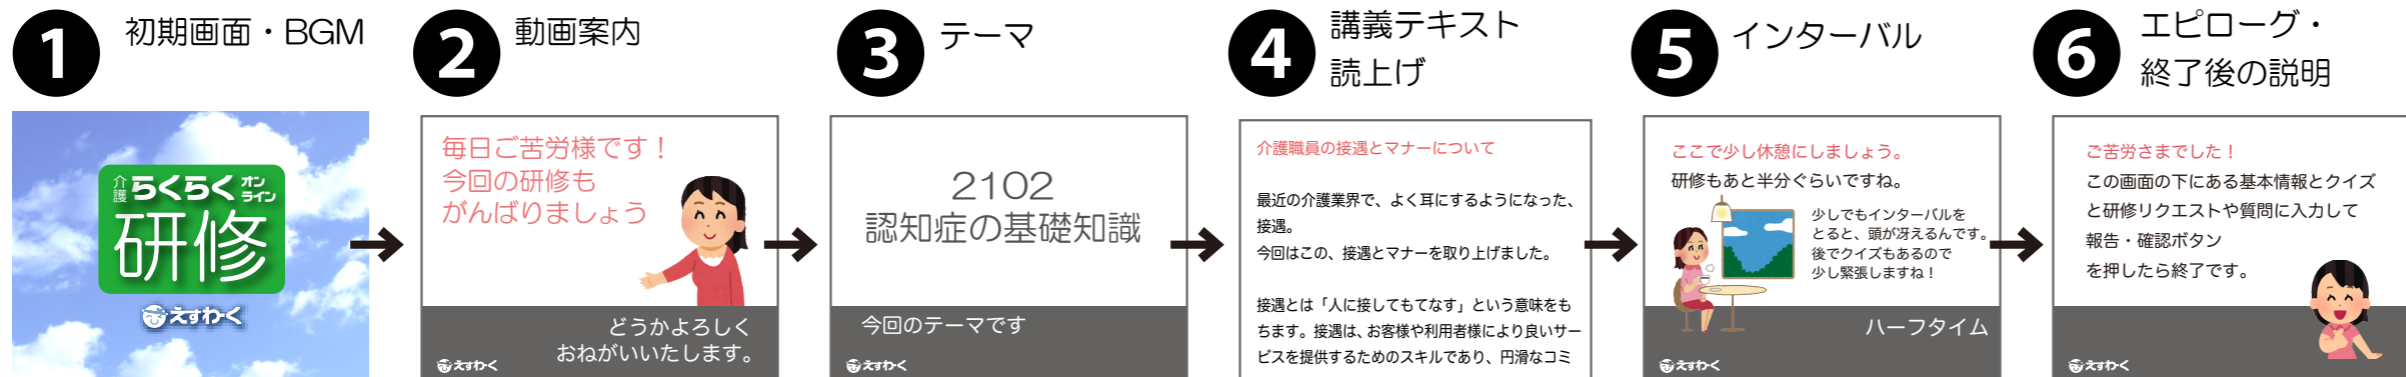 1
初期画面・BGM
介護 らくらく オンライン
研修
えすわーく
2
動画案内
毎日ご苦労様です！
今回の研修も
がんばりましょう
どうかよろしく
おねがいいたします。
えすわーく
3
テーマ
2102
認知症の基礎知識
今回のテーマです
えすわーく
4
講義テキスト
読上げ
介護職員の接遇とマナーについて
最近の介護業界で、よく耳にするようになった、
接遇。
今回はこの、接遇とマナーを取り上げました。
接遇とは「人に接してもてなす」という意味をも
ちます。接遇は、お客様や利用者様により良いサー
ビスを提供するためのスキルであり、円滑なコミ
5
インターバル
ここで少し休憩にしましょう。
研修もあと半分ぐらいですね。
少しでもインターバルを
とると、頭が冴えるんです。
後でクイズもあるので
少し緊張しますね！
ハーフタイム
えすわーく
6
エピローグ・
終了後の説明
ご苦労さまでした！
この画面の下にある基本情報とクイズ
と研修リクエストや質問に入力して
報告・確認ボタン
を押したら終了です。
えすわーく